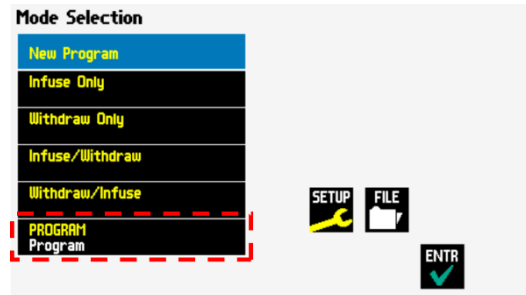 Mode Selection
New Program
Infuse Only
Withdraw Only
Infuse/Withdraw
Withdraw/Infuse
PROGRAM
Program
SETUP
FILE
ENTR